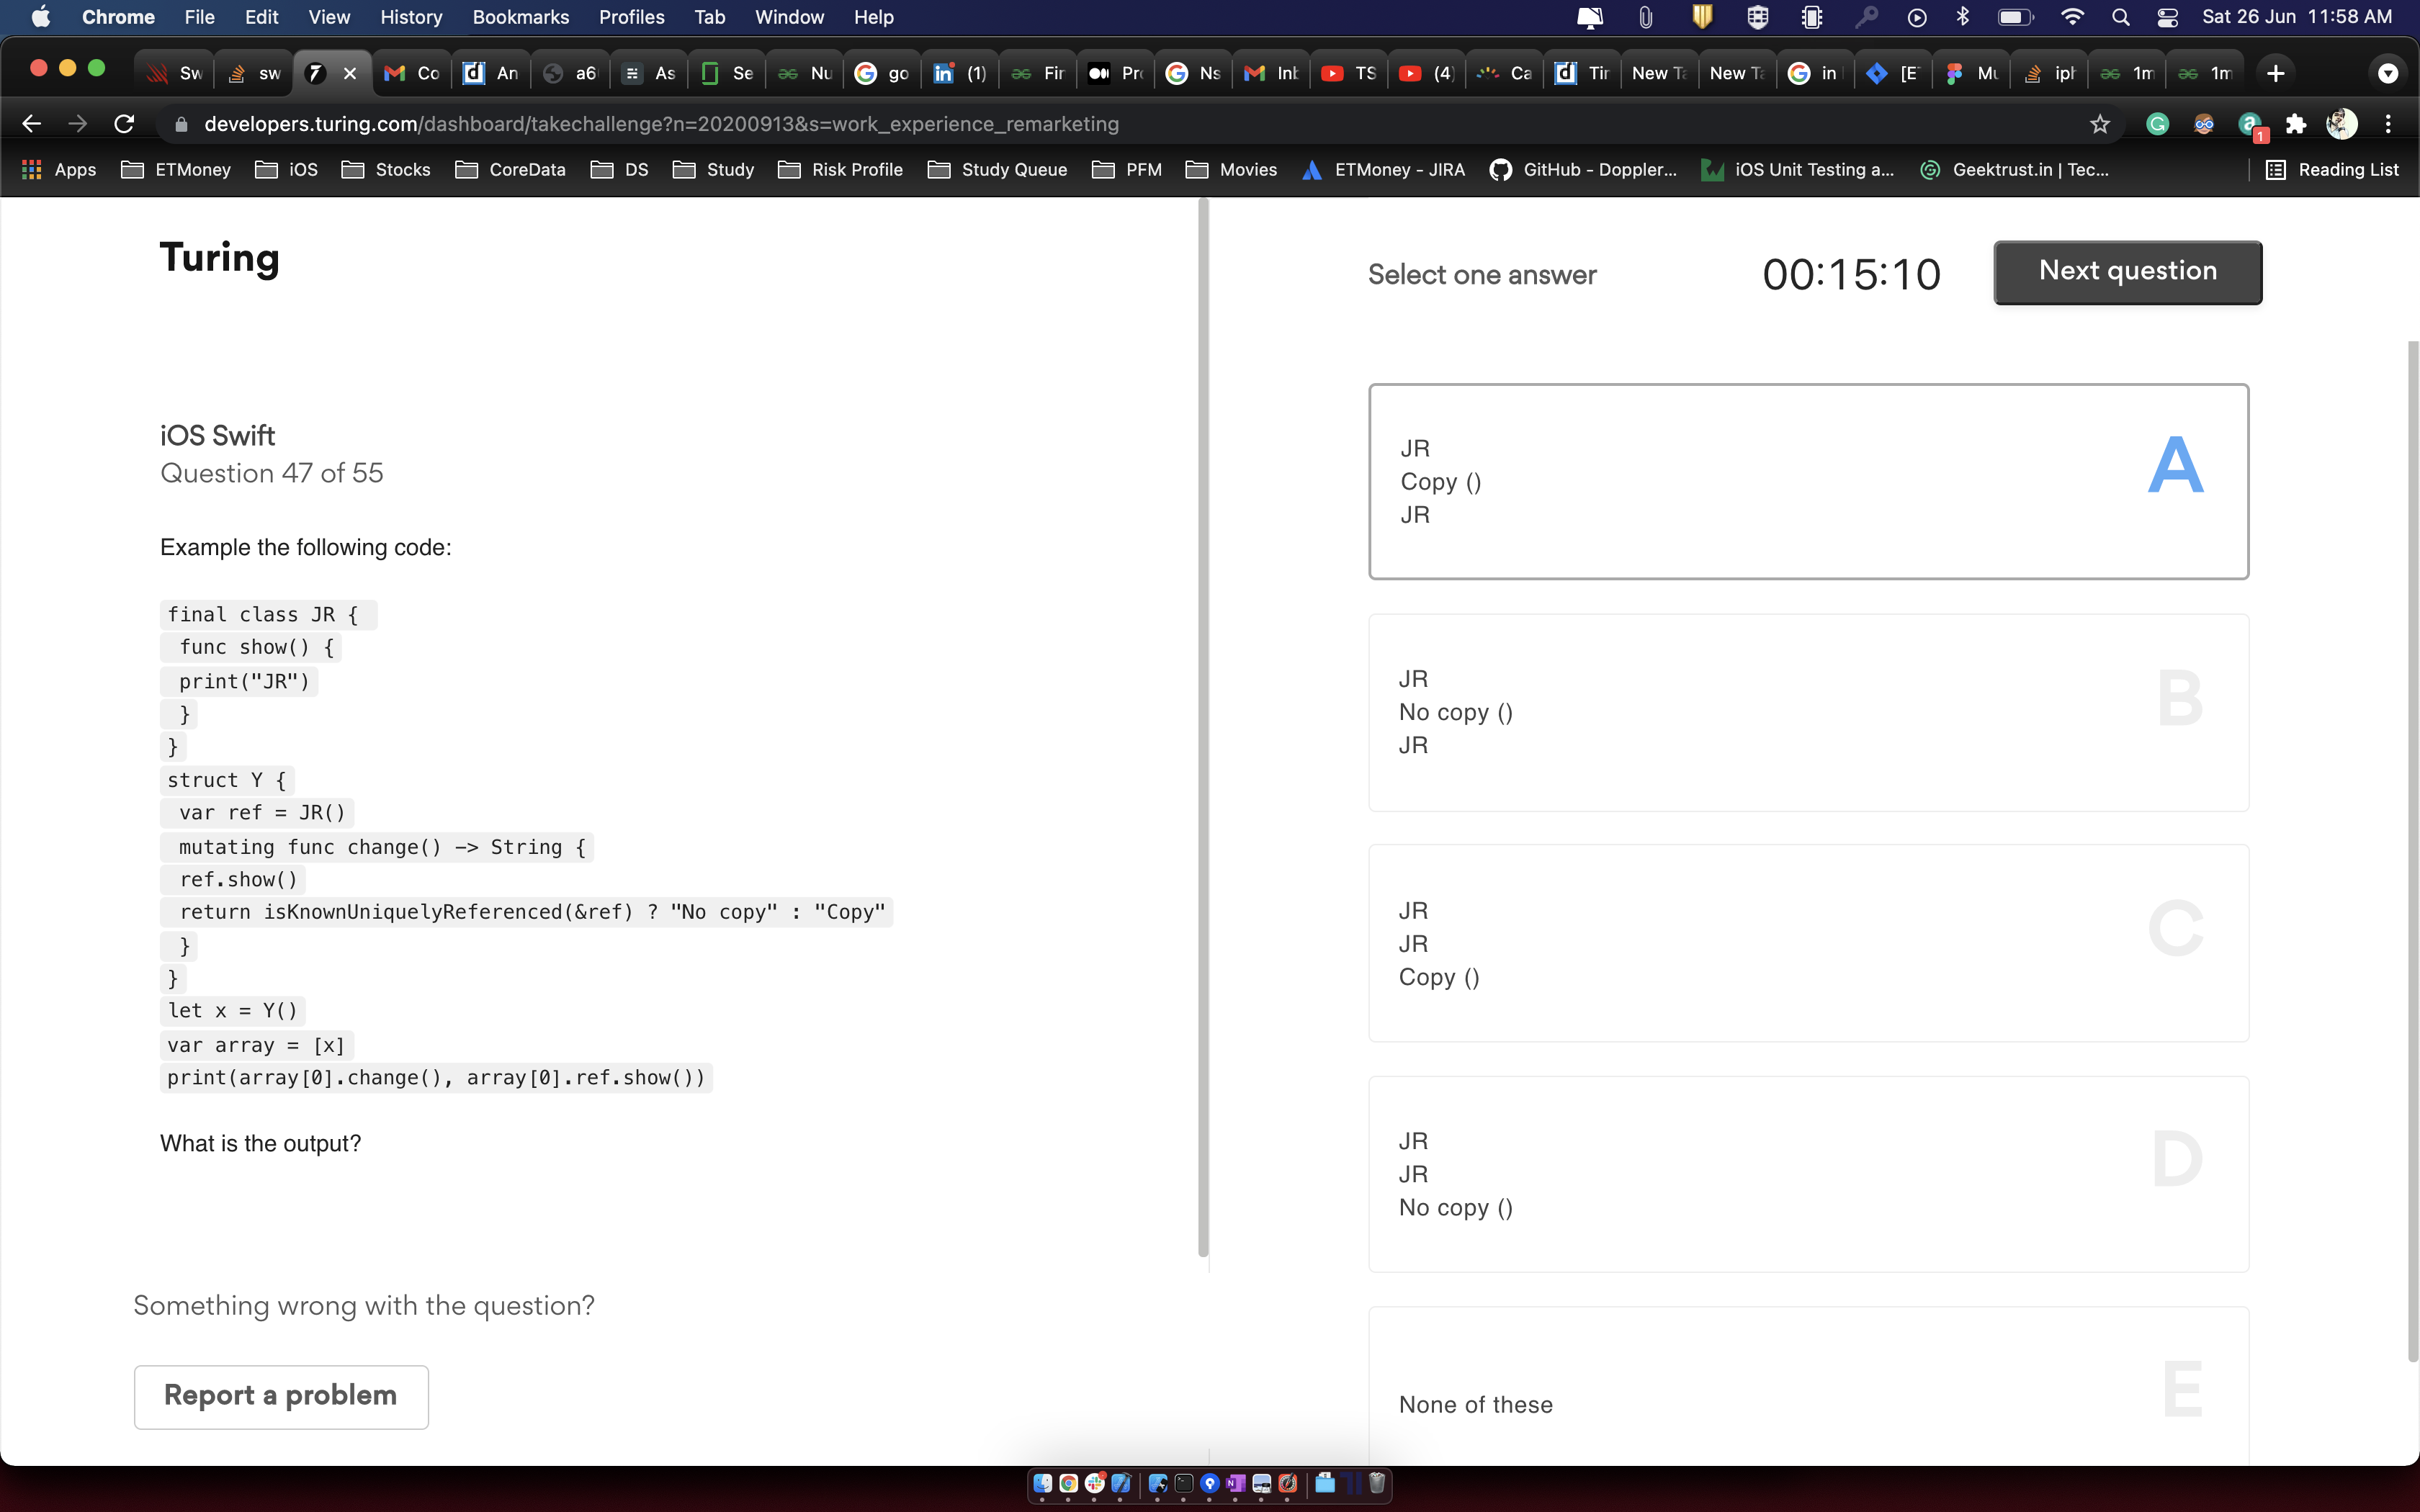 Chrome File Edit View History Bookmarks Profiles Tab Window Help Sat 26 Jun 11:58 AM
Sw sw Co An a6 As Se Nu go (1) Fir Pr Ns Inb TS (4) Ca Tir New Ta New Ta in [E Mu iph 1m 1m
developers.turing.com/dashboard/takechallenge?n=20200913&s=work_experience_remarketing
1
Apps ETMoney iOS Stocks CoreData DS Study Risk Profile Study Queue PFM Movies ETMoney - JIRA GitHub - Doppler... iOS Unit Testing a... Geektrust.in | Tec... Reading List
Turing
iOS Swift
Question 47 of 55
Example the following code:
final class JR {
func show() {
print("JR")
}
}
struct Y {
var ref = JR()
mutating func change() -> String {
ref.show()
return isKnownUniquelyReferenced(&ref) ? "No copy" : "Copy"
}
}
let x = Y()
var array = [x]
print(array[0].change(), array[0].ref.show())
What is the output?
Something wrong with the question?
Report a problem
Select one answer
00:15:10
Next question
JR
Copy ()
JR
A
JR
No copy ()
JR
B
JR
JR
Copy ()
C
JR
JR
No copy ()
D
None of these
E